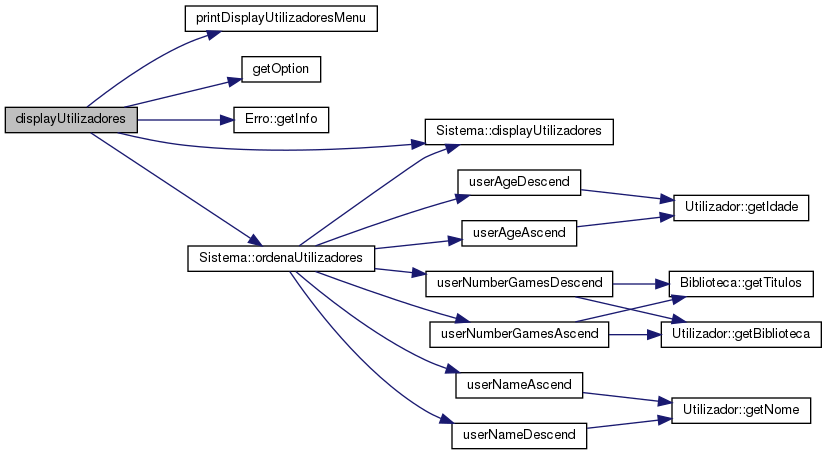 printDisplayUtilizadoresMenu
getOption
displayUtilizadores
Erro::getInfo
Sistema::displayUtilizadores
userAgeDescend
Utilizador::getIdade
userAgeAscend
Sistema::ordenaUtilizadores
userNumberGamesDescend
Biblioteca::getTitulos
userNumberGamesAscend
Utilizador::getBiblioteca
userNameAscend
Utilizador::getNome
userNameDescend